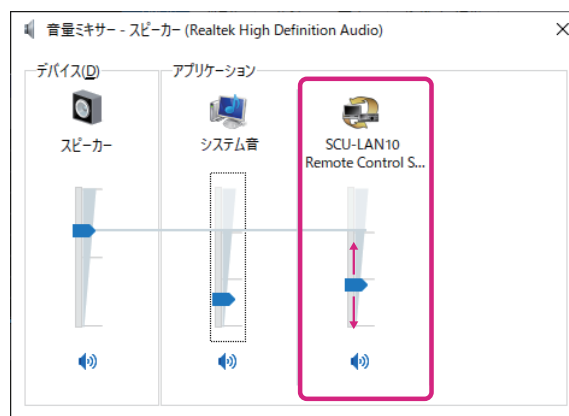 音量ミキサー - スピーカー (Realtek High Definition Audio)
デバイス(D)
アプリケーション
スピーカー
システム音
SCU-LAN10
Remote Control S...